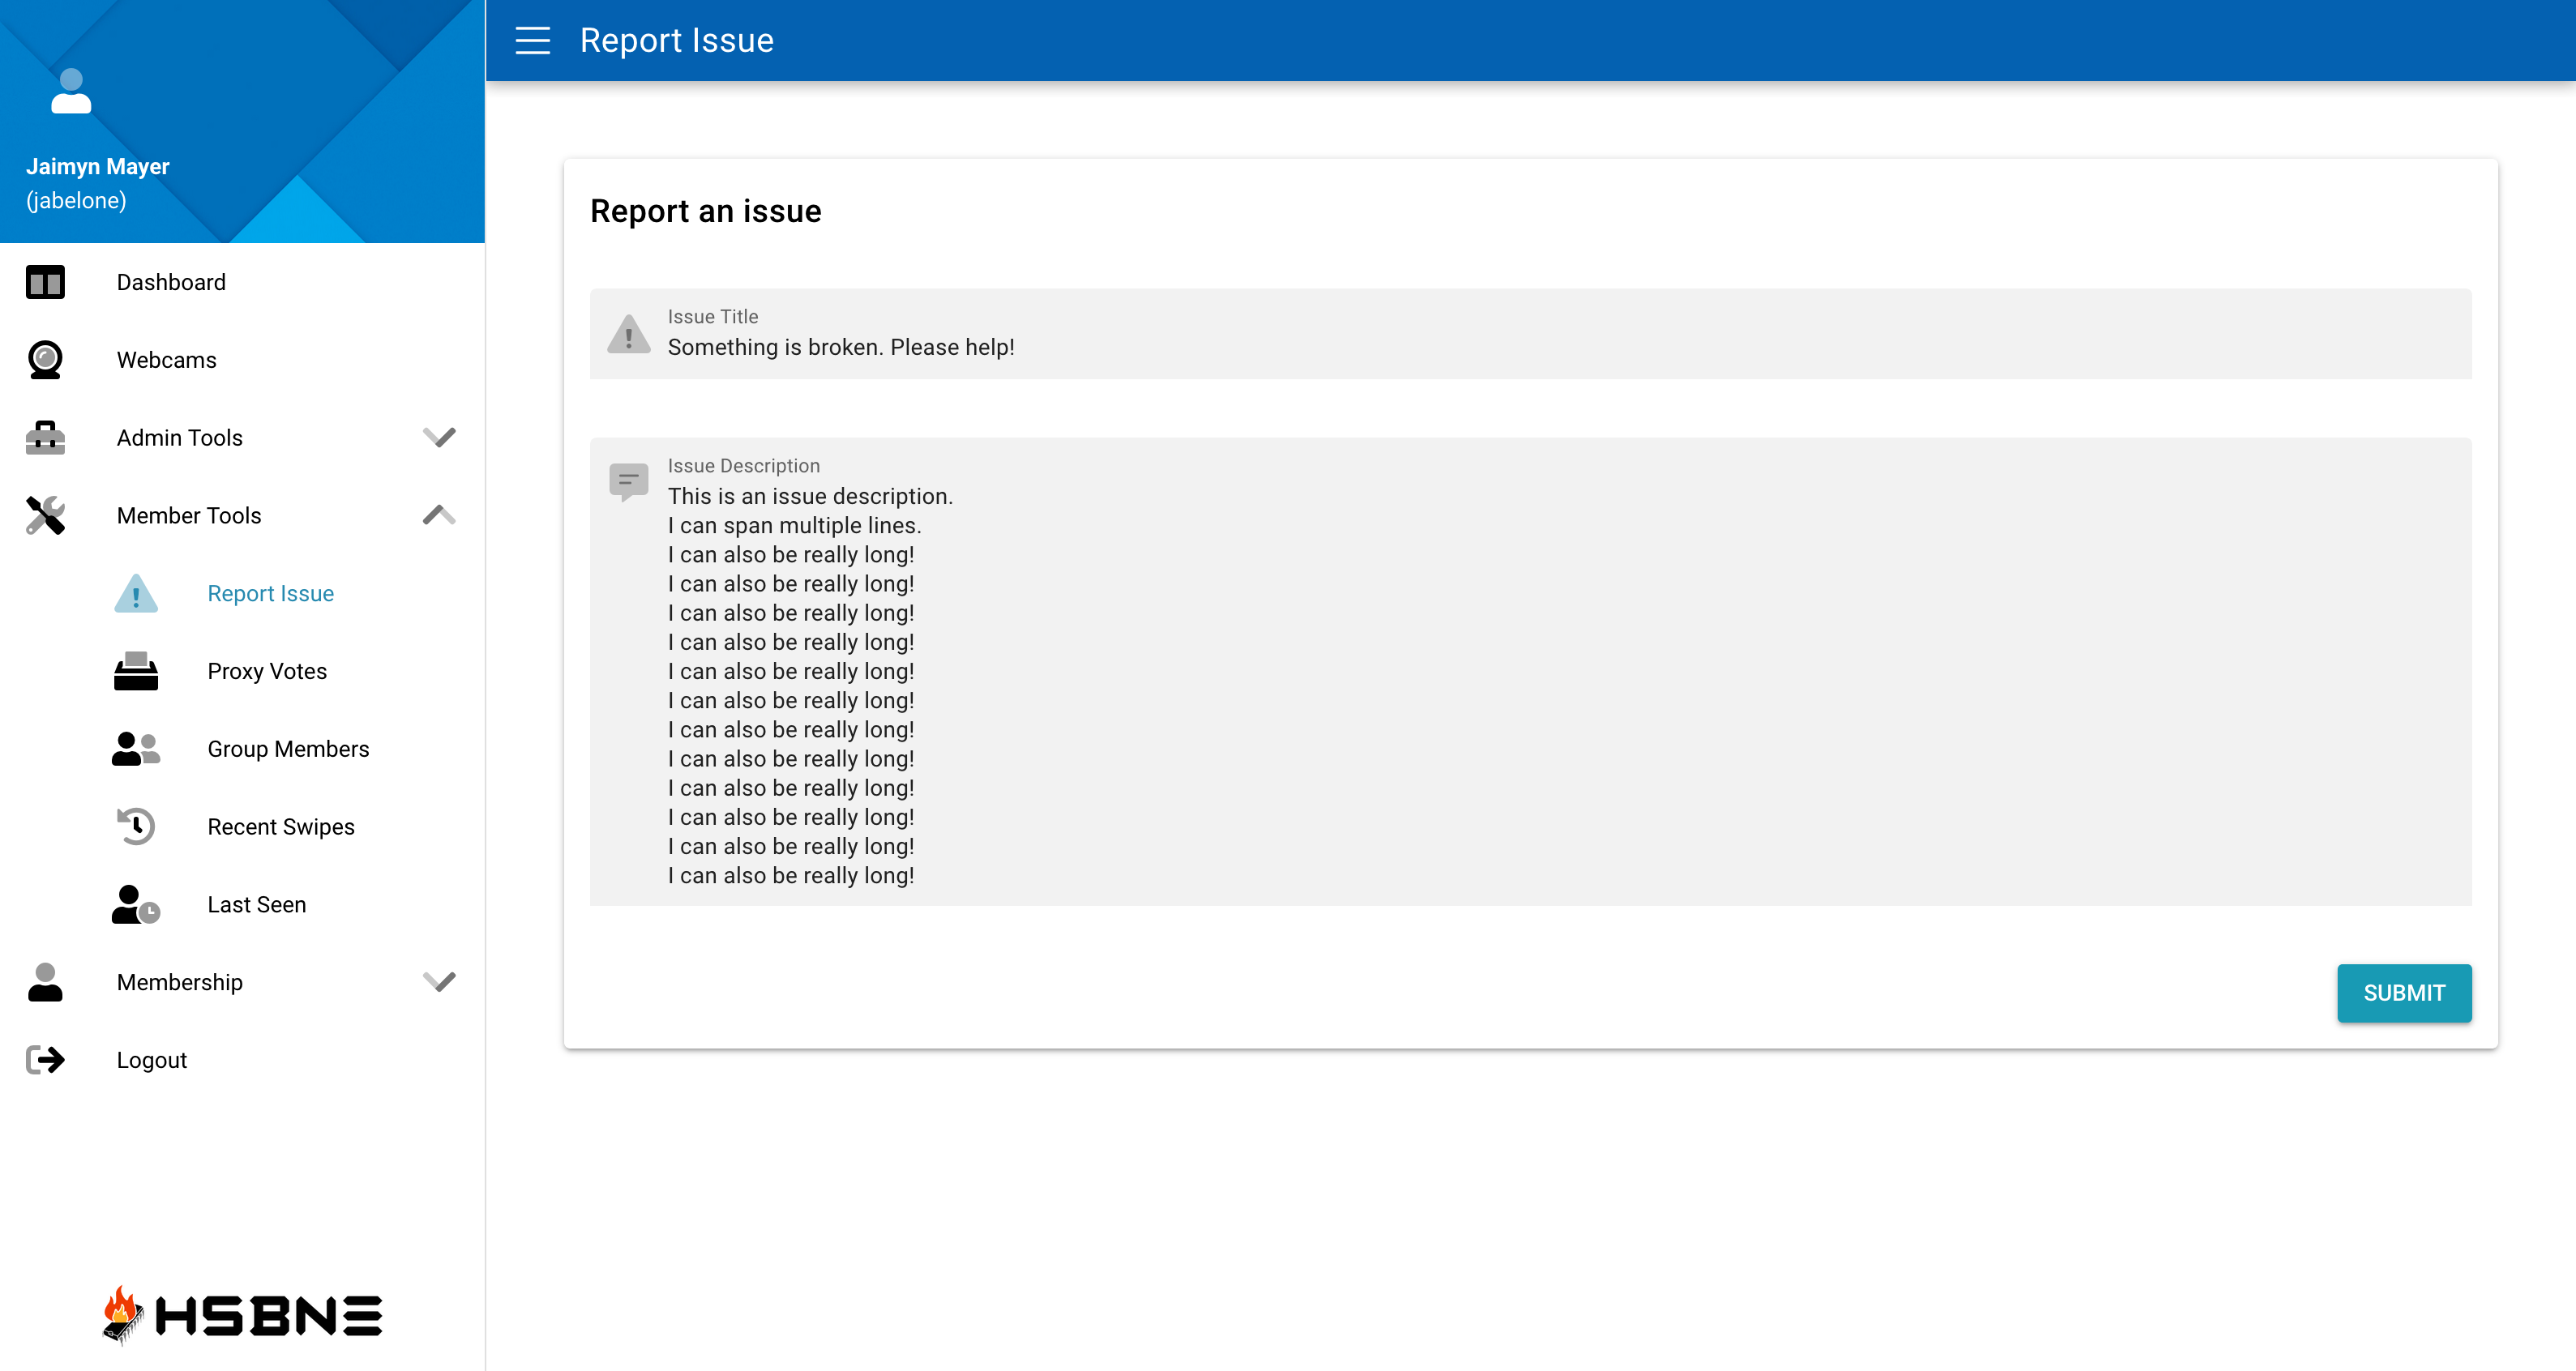 Jaimyn Mayer
(jabelone)
Dashboard
Webcams
Admin Tools
Member Tools
Report Issue
Proxy Votes
Group Members
Recent Swipes
Last Seen
Membership
Logout
HSBNE
Report Issue
Report an issue
Issue Title
Something is broken. Please help!
Issue Description
This is an issue description.
I can span multiple lines.
I can also be really long!
I can also be really long!
I can also be really long!
I can also be really long!
I can also be really long!
I can also be really long!
I can also be really long!
I can also be really long!
I can also be really long!
I can also be really long!
I can also be really long!
I can also be really long!
SUBMIT